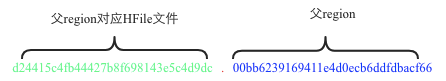 父region对应HFile文件 父region
d24415c4fb44427b8f698143e5c4d9dc . 00bb6239169411e4d0ecb6ddfdbacf66